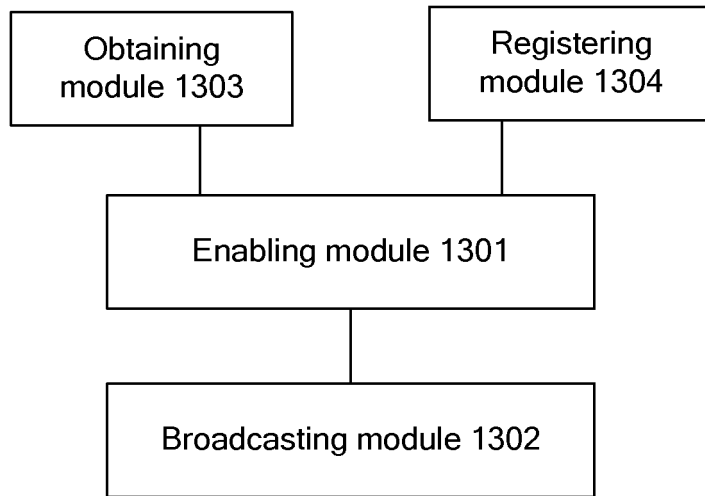 Obtaining
module 1303
Registering
module 1304
Enabling module 1301
Broadcasting module 1302